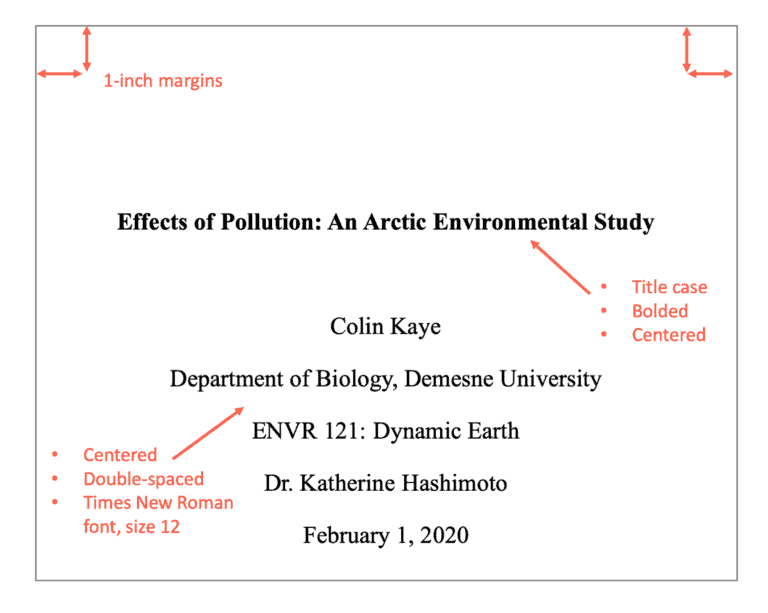 1-inch margins
Effects of Pollution: An Arctic Environmental Study
• Title case
• Bolded
• Centered
Colin Kaye
Department of Biology, Demesne University
ENVR 121: Dynamic Earth
• Centered
• Double-spaced
• Times New Roman
font, size 12
Dr. Katherine Hashimoto
February 1, 2020